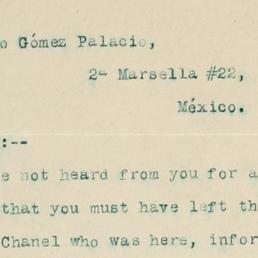 o Gómez Palacio,
2a Marsella #22,
México.
:--
e not heard from you for a
that you must have left th
Chanel who was here, infor